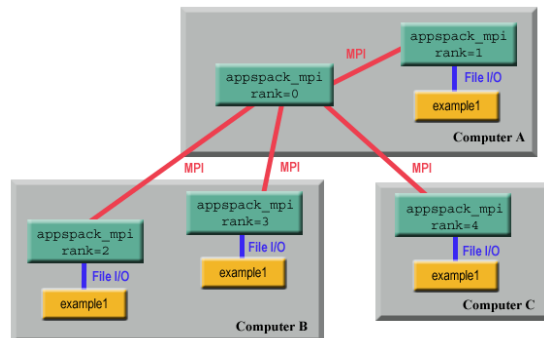 appspack_mpi
rank=1
MPI
File I/O
example1
appspack_mpi
rank=0
Computer A
MPI
MPI
MPI
appspack_mpi
rank=2
File I/O
example1
appspack_mpi
rank=3
File I/O
example1
Computer B
appspack_mpi
rank=4
File I/O
example1
Computer C